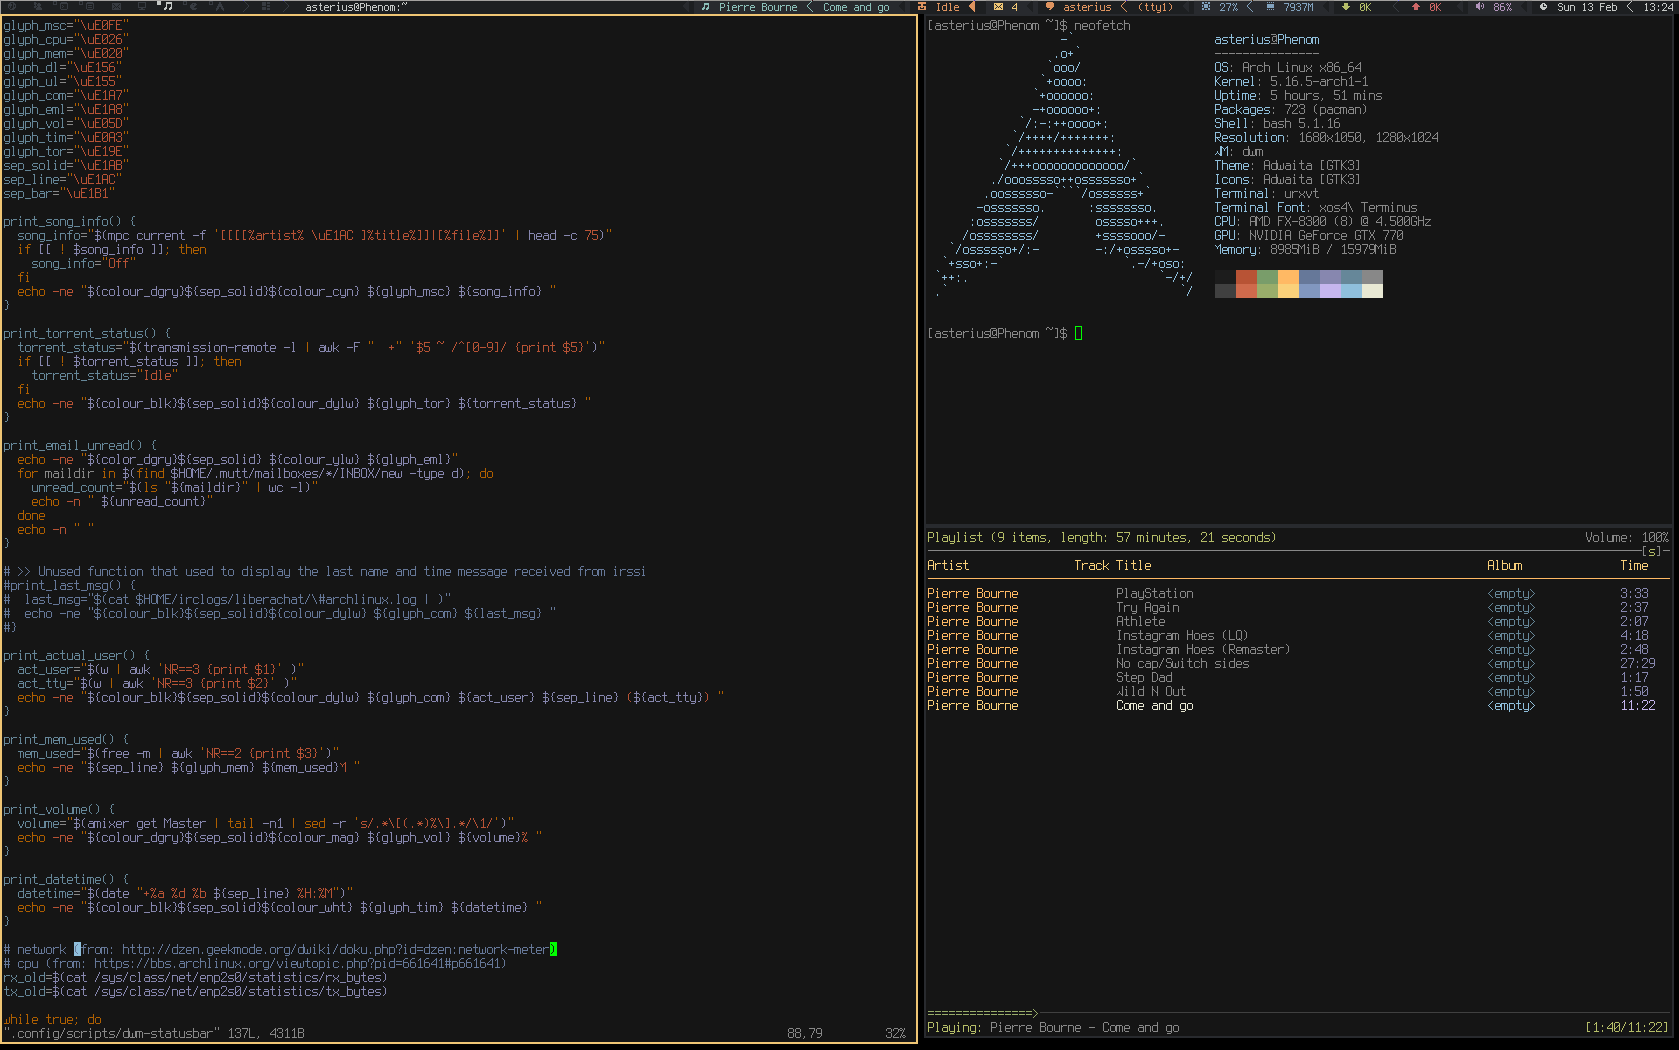 asterius@Phenom:~
Pierre Bourne
Come and go
Idle
4
asterius
(tty1)
27%
7937M
0K
0K
86%
Sun 13 Feb
13:24
glyph_msc="\uE0FE"
glyph_cpu="\uE026"
glyph_mem="\uE020"
glyph_dl="\uE156"
glyph_ul="\uE155"
glyph_com="\uE1A7"
glyph_eml="\uE1A8"
glyph_vol="\uE05D"
glyph_tim="\uE0A3"
glyph_tor="\uE19E"
sep_solid="\uE1AB"
sep_line="\uE1AC"
sep_bar="\uE1B1"
print_song_info() {
song_info="$(mpc current -f '[[[[%artist% \uE1AC ]%title%]]|[%file%]]' | head -c 75)"
if [[ ! $song_info ]]; then
song_info="Off"
fi
echo -ne "${colour_dgry}${sep_solid}${colour_cyn} ${glyph_msc} ${song_info} "
}
print_torrent_status() {
torrent_status="$(transmission-remote -l | awk -F "  +" '$5 ~ /^[0-9]/ {print $5}')"
if [[ ! $torrent_status ]]; then
torrent_status="Idle"
fi
echo -ne "${colour_blk}${sep_solid}${colour_dylw} ${glyph_tor} ${torrent_status} "
}
print_email_unread() {
echo -ne "${color_dgry}${sep_solid} ${colour_ylw} ${glyph_eml}"
for maildir in $(find $HOME/.mutt/mailboxes/*/INBOX/new -type d); do
unread_count="$(ls "${maildir}" | wc -l)"
echo -n " ${unread_count}"
done
echo -n " "
}
# >> Unused function that used to display the last name and time message received from irssi
#print_last_msg() {
#  last_msg="$(cat $HOME/irclogs/liberachat/\#archlinux.log | )"
#  echo -ne "${colour_blk}${sep_solid}${colour_dylw} ${glyph_com} ${last_msg} "
#}
print_actual_user() {
act_user="$(w | awk 'NR==3 {print $1}' )"
act_tty="$(w | awk 'NR==3 {print $2}' )"
echo -ne "${colour_blk}${sep_solid}${colour_dylw} ${glyph_com} ${act_user} ${sep_line} (${act_tty}) "
}
print_mem_used() {
mem_used="$(free -m | awk 'NR==2 {print $3}')"
echo -ne "${sep_line} ${glyph_mem} ${mem_used}M "
}
print_volume() {
volume="$(amixer get Master | tail -n1 | sed -r 's/.*\[(.*)%\].*/\1/')"
echo -ne "${colour_dgry}${sep_solid}${colour_mag} ${glyph_vol} ${volume}% "
}
print_datetime() {
datetime="$(date "+%a %d %b ${sep_line} %H:%M")"
echo -ne "${colour_blk}${sep_solid}${colour_wht} ${glyph_tim} ${datetime} "
}
# network (from: http://dzen.geekmode.org/dwiki/doku.php?id=dzen:network-meter)
# cpu (from: https://bbs.archlinux.org/viewtopic.php?pid=661641#p661641)
rx_old=$(cat /sys/class/net/enp2s0/statistics/rx_bytes)
tx_old=$(cat /sys/class/net/enp2s0/statistics/tx_bytes)
while true; do
".config/scripts/dwm-statusbar" 137L, 4311B
88,79
32%
[asterius@Phenom ~]$ neofetch
-`
.o+`
`ooo/
`+oooo:
`+oooooo:
-+oooooo+:
`/:-:++oooo+:
`/++++/+++++++:
`/++++++++++++++:
`/+++ooooooooooooo/`
./ooosssso++osssssso+`
.oossssso-````/ossssss+`
-osssssso.      :ssssssso.
:osssssss/        osssso+++.
/ossssssss/        +ssssooo/-
`/ossssso+/:-        -:/+osssso+-
`+sso+:-`                 `.-/+oso:
`++:.                           `-/+/
.`                                 `/
asterius@Phenom
---------------
OS: Arch Linux x86_64
Kernel: 5.16.5-arch1-1
Uptime: 5 hours, 51 mins
Packages: 723 (pacman)
Shell: bash 5.1.16
Resolution: 1680x1050, 1280x1024
WM: dwm
Theme: Adwaita [GTK3]
Icons: Adwaita [GTK3]
Terminal: urxvt
Terminal Font: xos4\ Terminus
CPU: AMD FX-8300 (8) @ 4.500GHz
GPU: NVIDIA GeForce GTX 770
Memory: 8985MiB / 15979MiB
[asterius@Phenom ~]$
Playlist (9 items, length: 57 minutes, 21 seconds)
Volume: 100%
[s]
Artist Track Title Album Time
Pierre Bourne PlayStation <empty> 3:33
Pierre Bourne Try Again <empty> 2:37
Pierre Bourne Athlete <empty> 2:07
Pierre Bourne Instagram Hoes (LQ) <empty> 4:18
Pierre Bourne Instagram Hoes (Remaster) <empty> 2:48
Pierre Bourne No cap/Switch sides <empty> 27:29
Pierre Bourne Step Dad <empty> 1:17
Pierre Bourne Wild N Out <empty> 1:50
Pierre Bourne Come and go <empty> 11:22
===============>
Playing: Pierre Bourne - Come and go
[1:40/11:22]